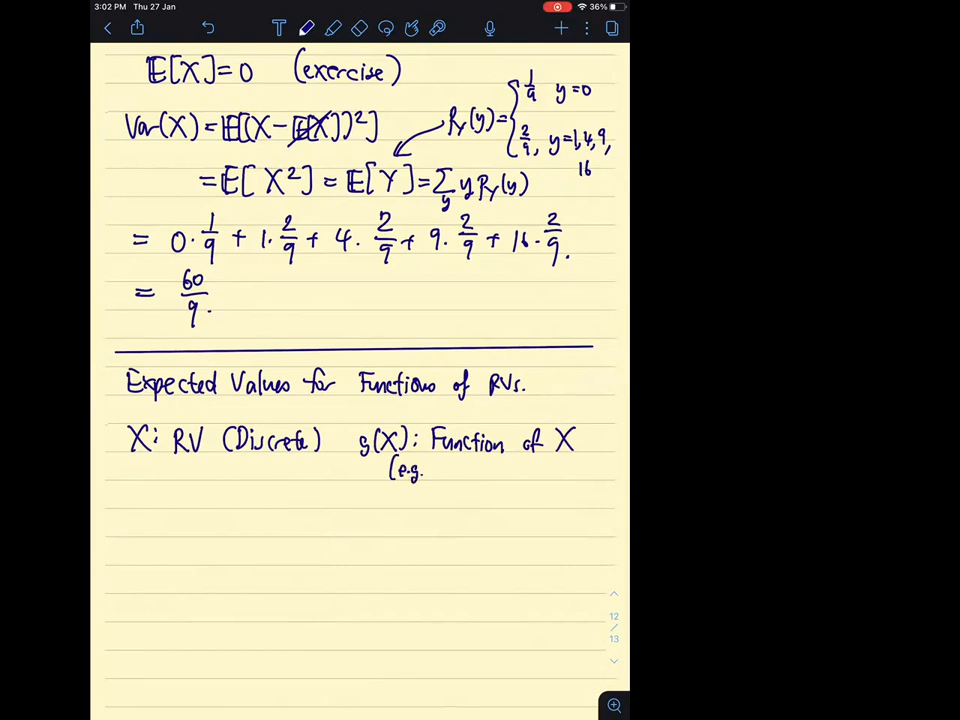 3:02 PM Thu 27 Jan 36%
E[X]=0 (exercise)
P_Y(y)= { 1/9 y=0
2/9, y=1,4,9,
16
Var(X)=E[(X-E[X])²]
=E[X²]=E[Y]=∑_y y P_Y(y)
= 0·1/9 + 1·2/9 + 4·2/9 + 9·2/9 + 16·2/9.
= 60/9.
Expected Values for Functions of RVs.
X: RV (Discrete) g(X): Function of X
(e.g.
12
/
13